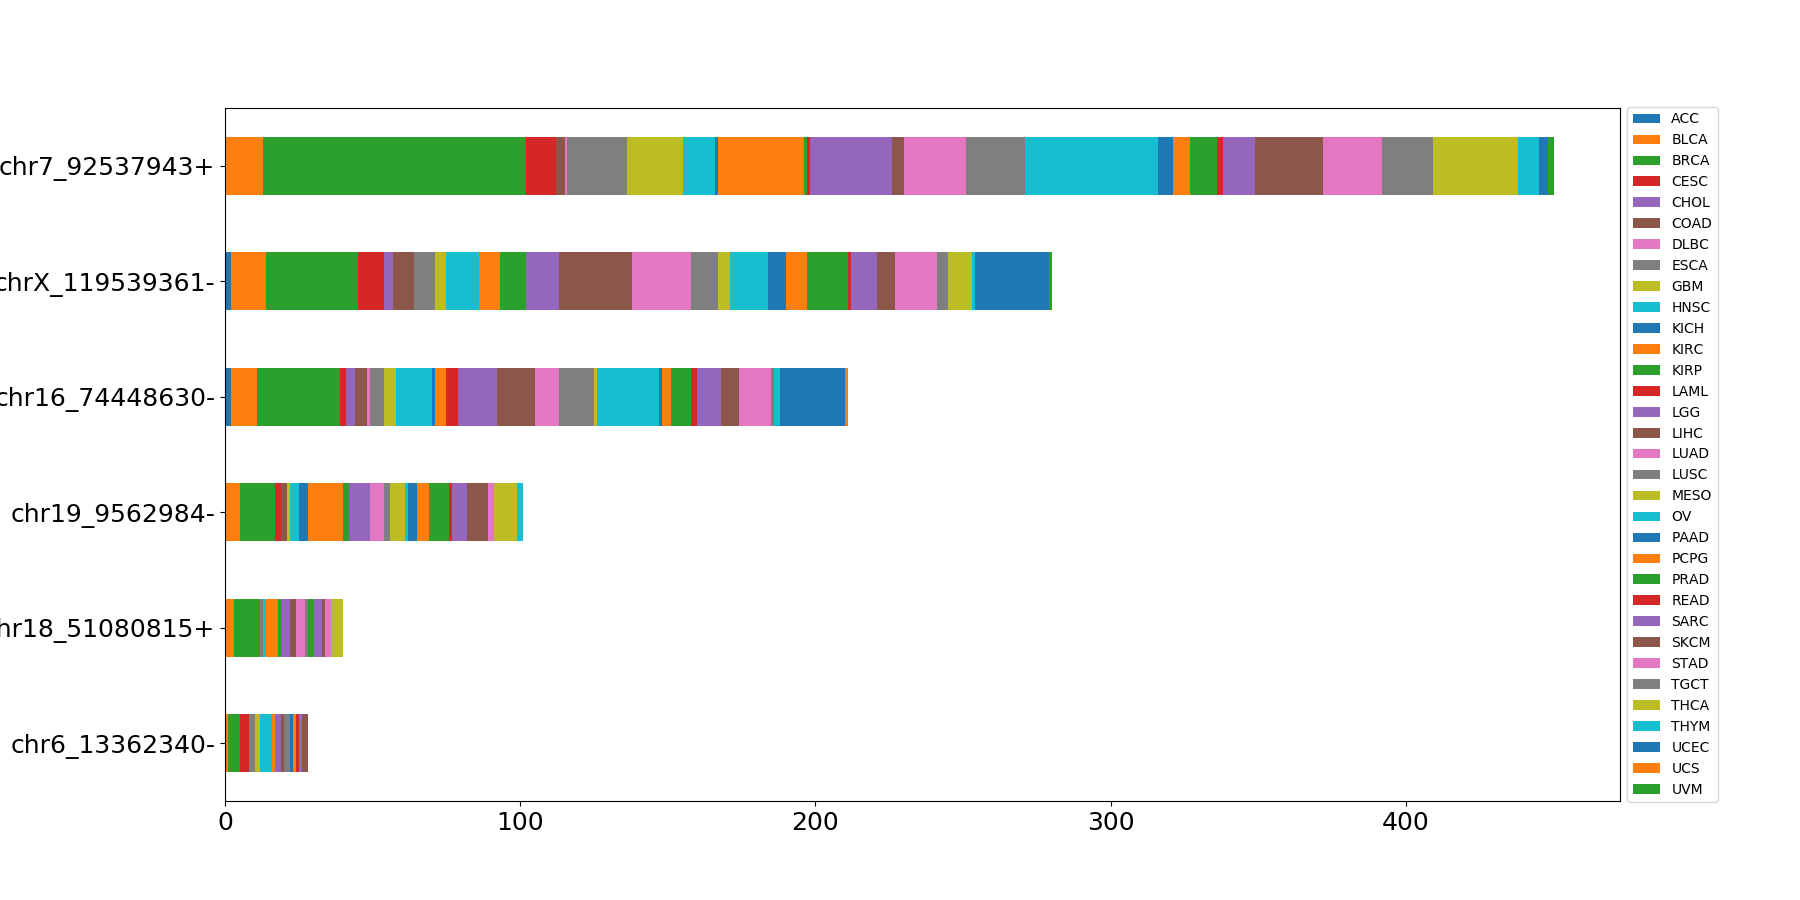 chr7_92537943+
chrX_119539361-
chr16_74448630-
chr19_9562984-
hr18_51080815+
chr6_13362340-
0 100 200 300 400
ACC
BLCA
BRCA
CESC
CHOL
COAD
DLBC
ESCA
GBM
HNSC
KICH
KIRC
KIRP
LAML
LGG
LIHC
LUAD
LUSC
MESO
OV
PAAD
PCPG
PRAD
READ
SARC
SKCM
STAD
TGCT
THCA
THYM
UCEC
UCS
UVM